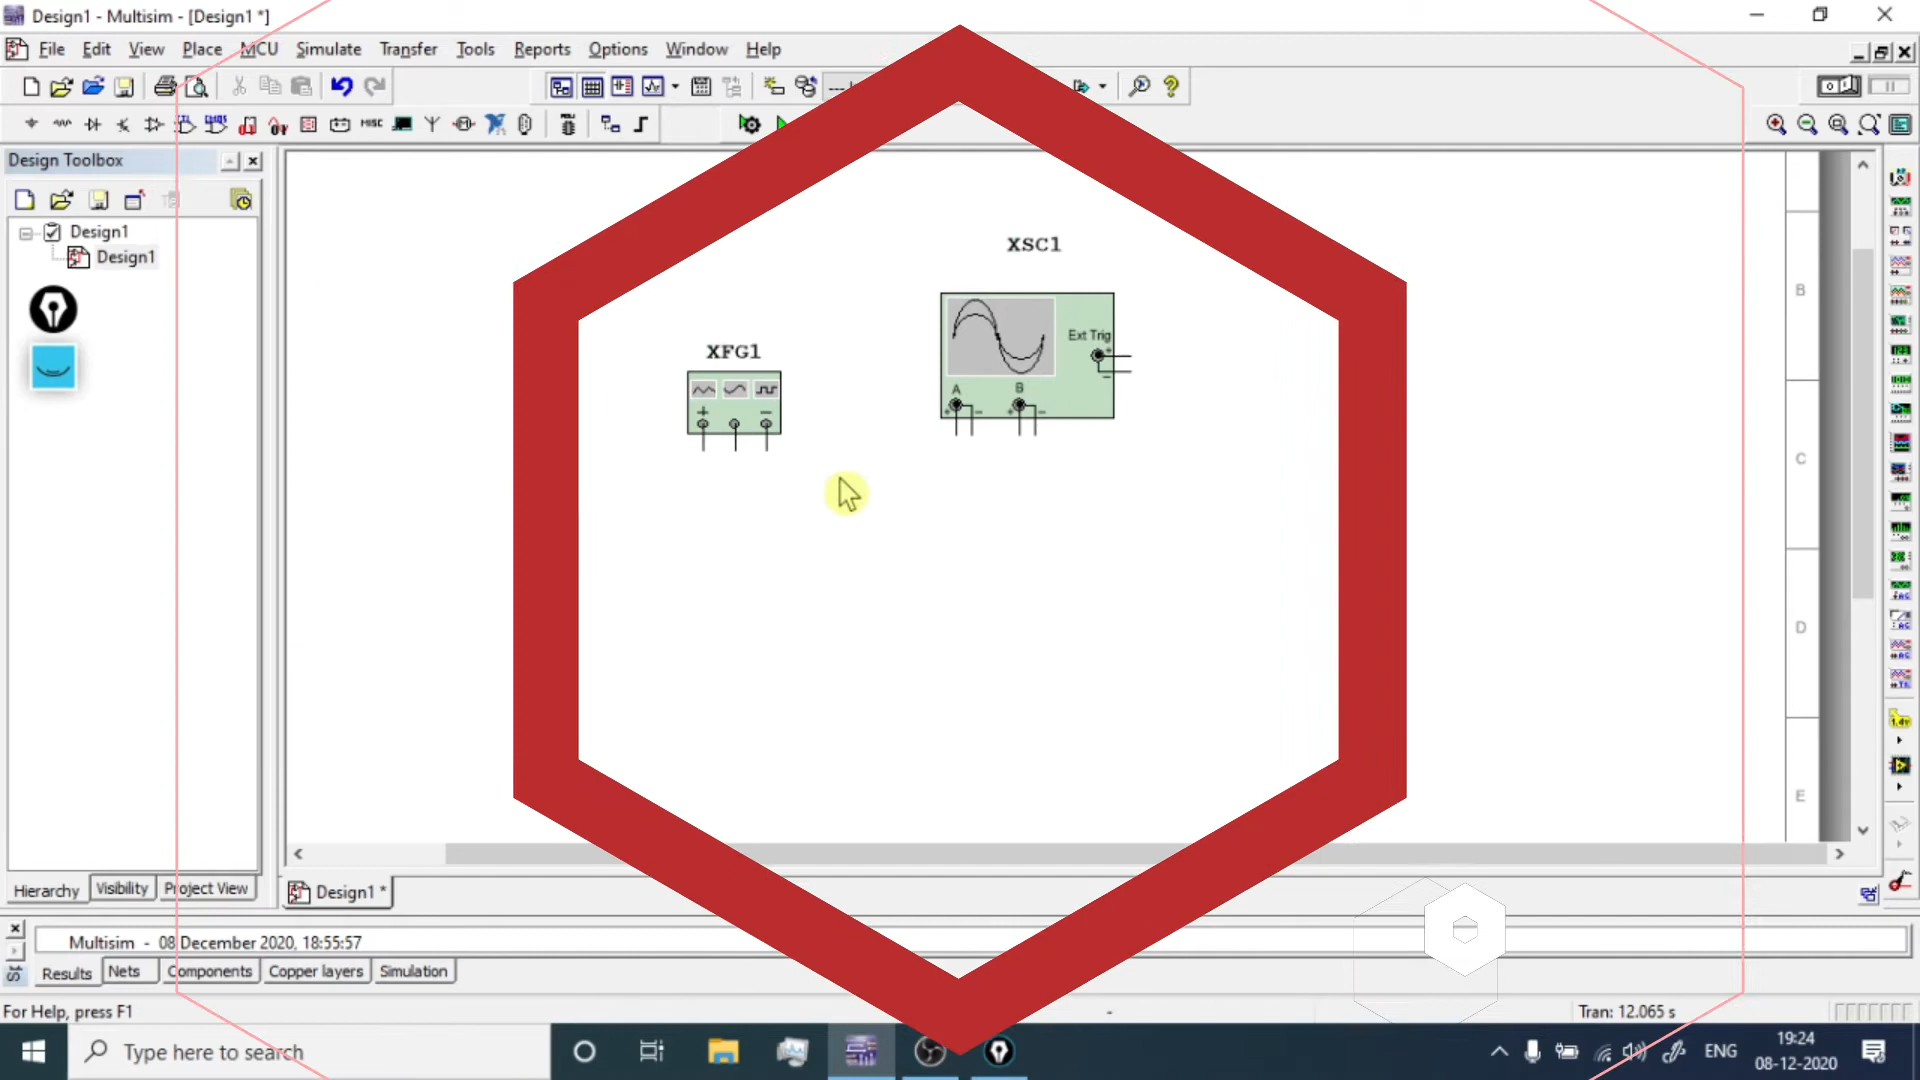 Design1 - Multisim - [Design1 *]
File Edit View Place MCU Simulate Transfer Tools Reports Options Window Help
MISC
Design Toolbox
Design1
Design1
XSC1
Ext Trig
A B
XFG1
B
C
D
E
Hierarchy Visibility Project View
Design1 *
Multisim - 08 December 2020, 18:55:57
Results Nets Components Copper layers Simulation
For Help, press F1
-
Tran: 12.065 s
Type here to search
ENG
19:24
08-12-2020